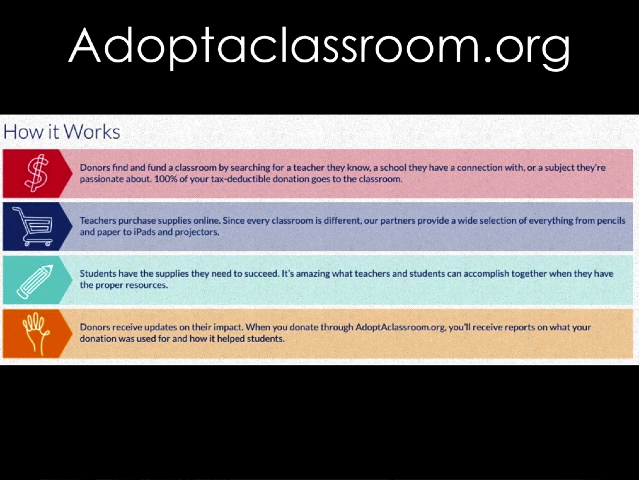 Adoptaclassroom.org
How it Works
Donors find and fund a classroom by searching for a teacher they know, a school they have a connection with, or a subject they're
passionate about. 100% of your tax-deductible donation goes to the classroom.
Teachers purchase supplies online. Since every classroom is different, our partners provide a wide selection of everything from pencils
and paper to iPads and projectors.
Students have the supplies they need to succeed. It's amazing what teachers and students can accomplish together when they have
the proper resources.
Donors receive updates on their impact. When you donate through AdoptAclassroom.org, you'll receive reports on what your
donation was used for and how it helped students.